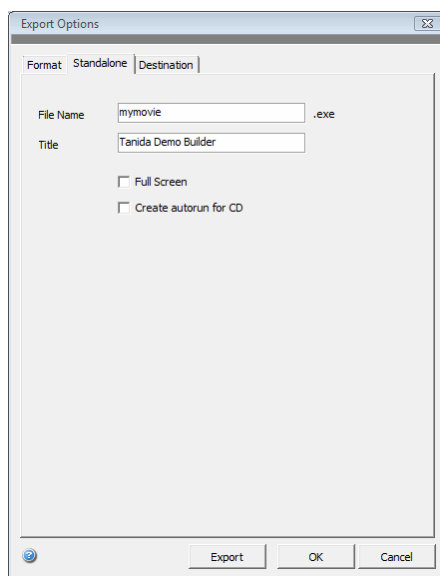 Export Options
Format Standalone Destination
File Name mymovie .exe
Title Tanida Demo Builder
Full Screen
Create autorun for CD
Export OK Cancel